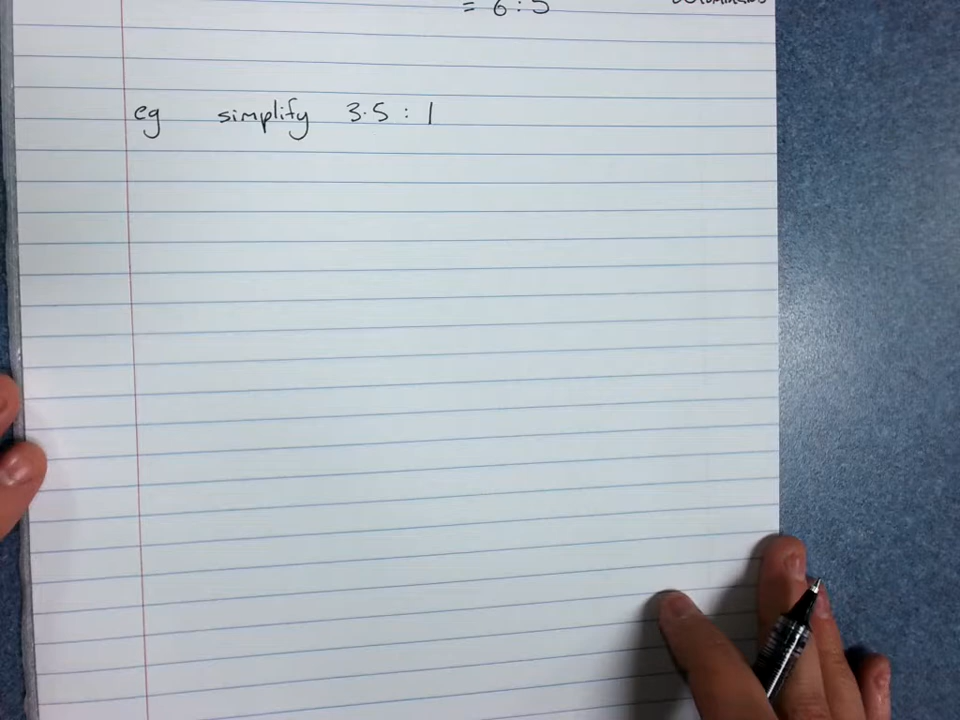 = 6 : 5
eg simplify 3·5 : 1